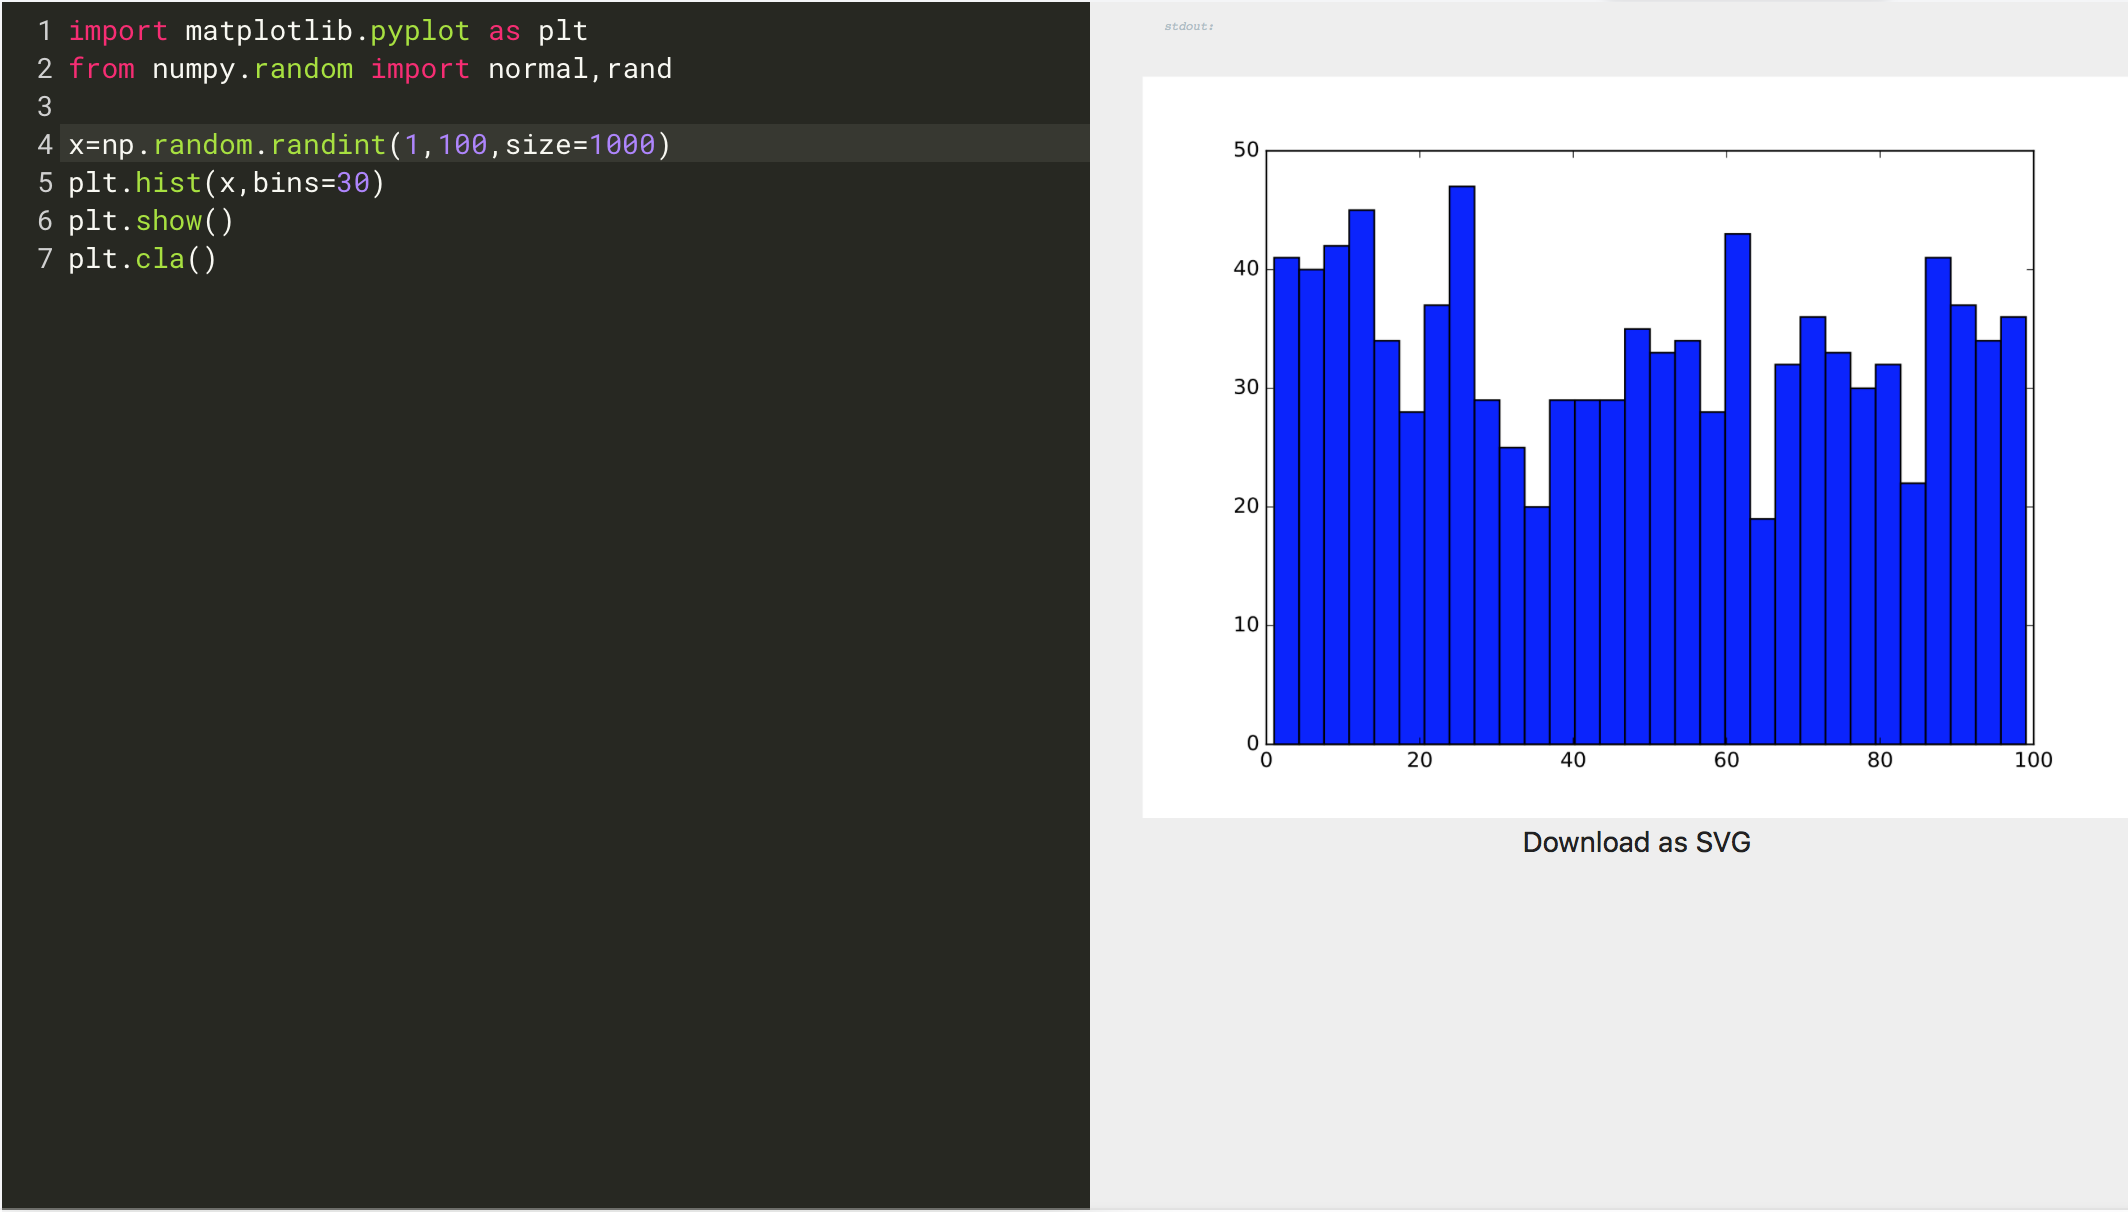 1 import matplotlib.pyplot as plt
2 from numpy.random import normal,rand
3
4 x=np.random.randint(1,100,size=1000)
5 plt.hist(x,bins=30)
6 plt.show()
7 plt.cla()
stdout:
50
40
30
20
10
0
0 20 40 60 80 100
Download as SVG